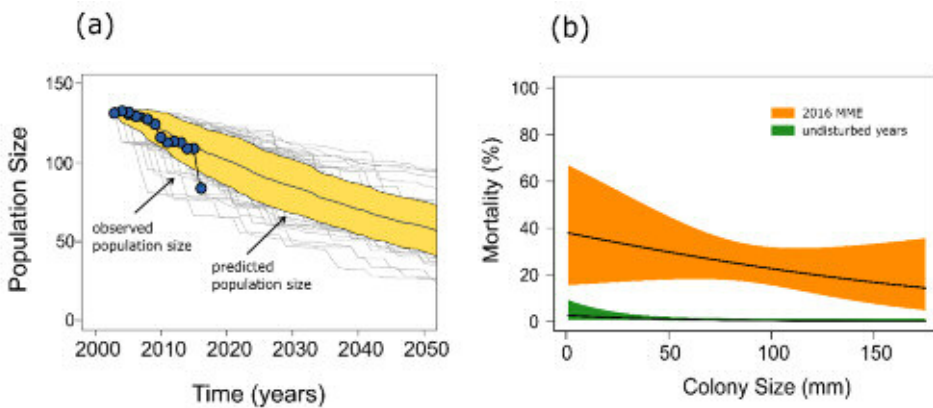 (a)
150
100
50
0
Population Size
observed
population size
predicted
population size
2000 2010 2020 2030 2040 2050
Time (years)
(b)
100
80
60
40
20
0
Mortality (%)
2016 MME
undisturbed years
0 50 100 150
Colony Size (mm)